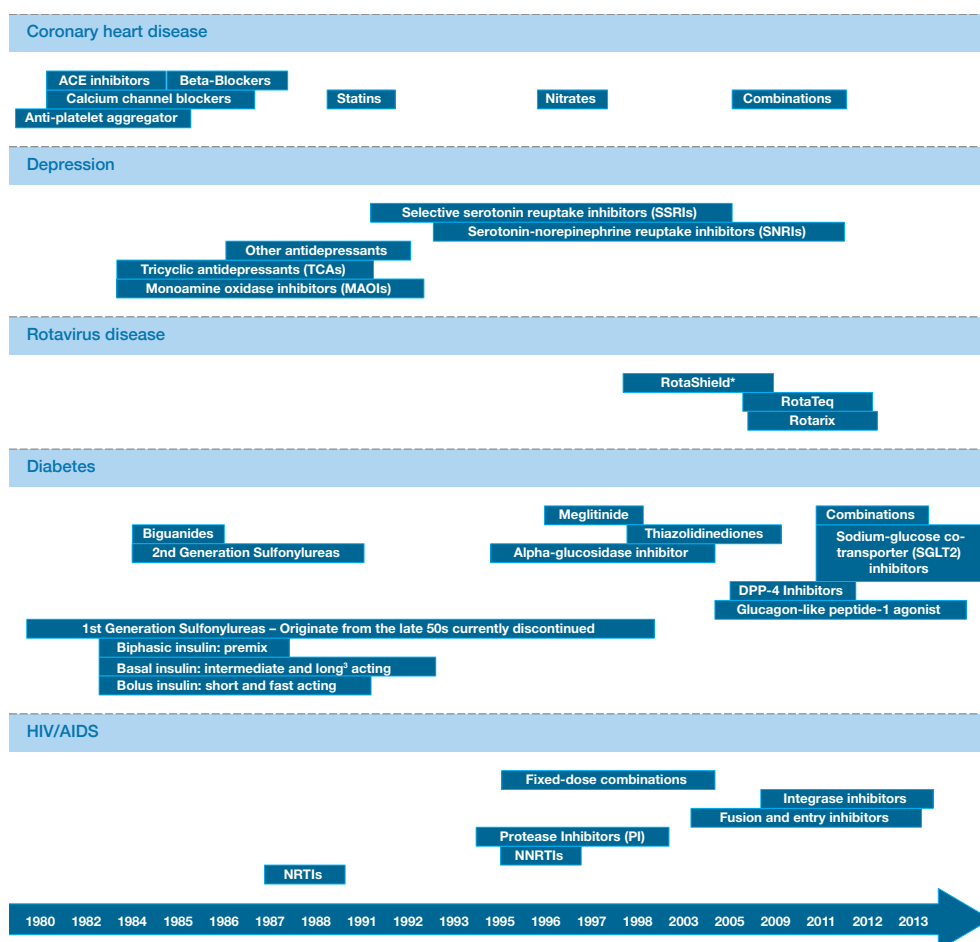 Coronary heart disease
ACE inhibitors
Beta-Blockers
Calcium channel blockers
Statins
Nitrates
Combinations
Anti-platelet aggregator
Depression
Selective serotonin reuptake inhibitors (SSRIs)
Serotonin-norepinephrine reuptake inhibitors (SNRIs)
Other antidepressants
Tricyclic antidepressants (TCAs)
Monoamine oxidase inhibitors (MAOIs)
Rotavirus disease
RotaShield*
RotaTeq
Rotarix
Diabetes
Meglitinide
Combinations
Biguanides
Thiazolidinediones
Sodium-glucose co-
transporter (SGLT2)
inhibitors
2nd Generation Sulfonylureas
Alpha-glucosidase inhibitor
DPP-4 Inhibitors
Glucagon-like peptide-1 agonist
1st Generation Sulfonylureas – Originate from the late 50s currently discontinued
Biphasic insulin: premix
Basal insulin: intermediate and long³ acting
Bolus insulin: short and fast acting
HIV/AIDS
Fixed-dose combinations
Integrase inhibitors
Fusion and entry inhibitors
Protease Inhibitors (PI)
NNRTIs
NRTIs
1980 1982 1984 1985 1986 1987 1988 1991 1992 1993 1995 1996 1997 1998 2003 2005 2009 2011 2012 2013